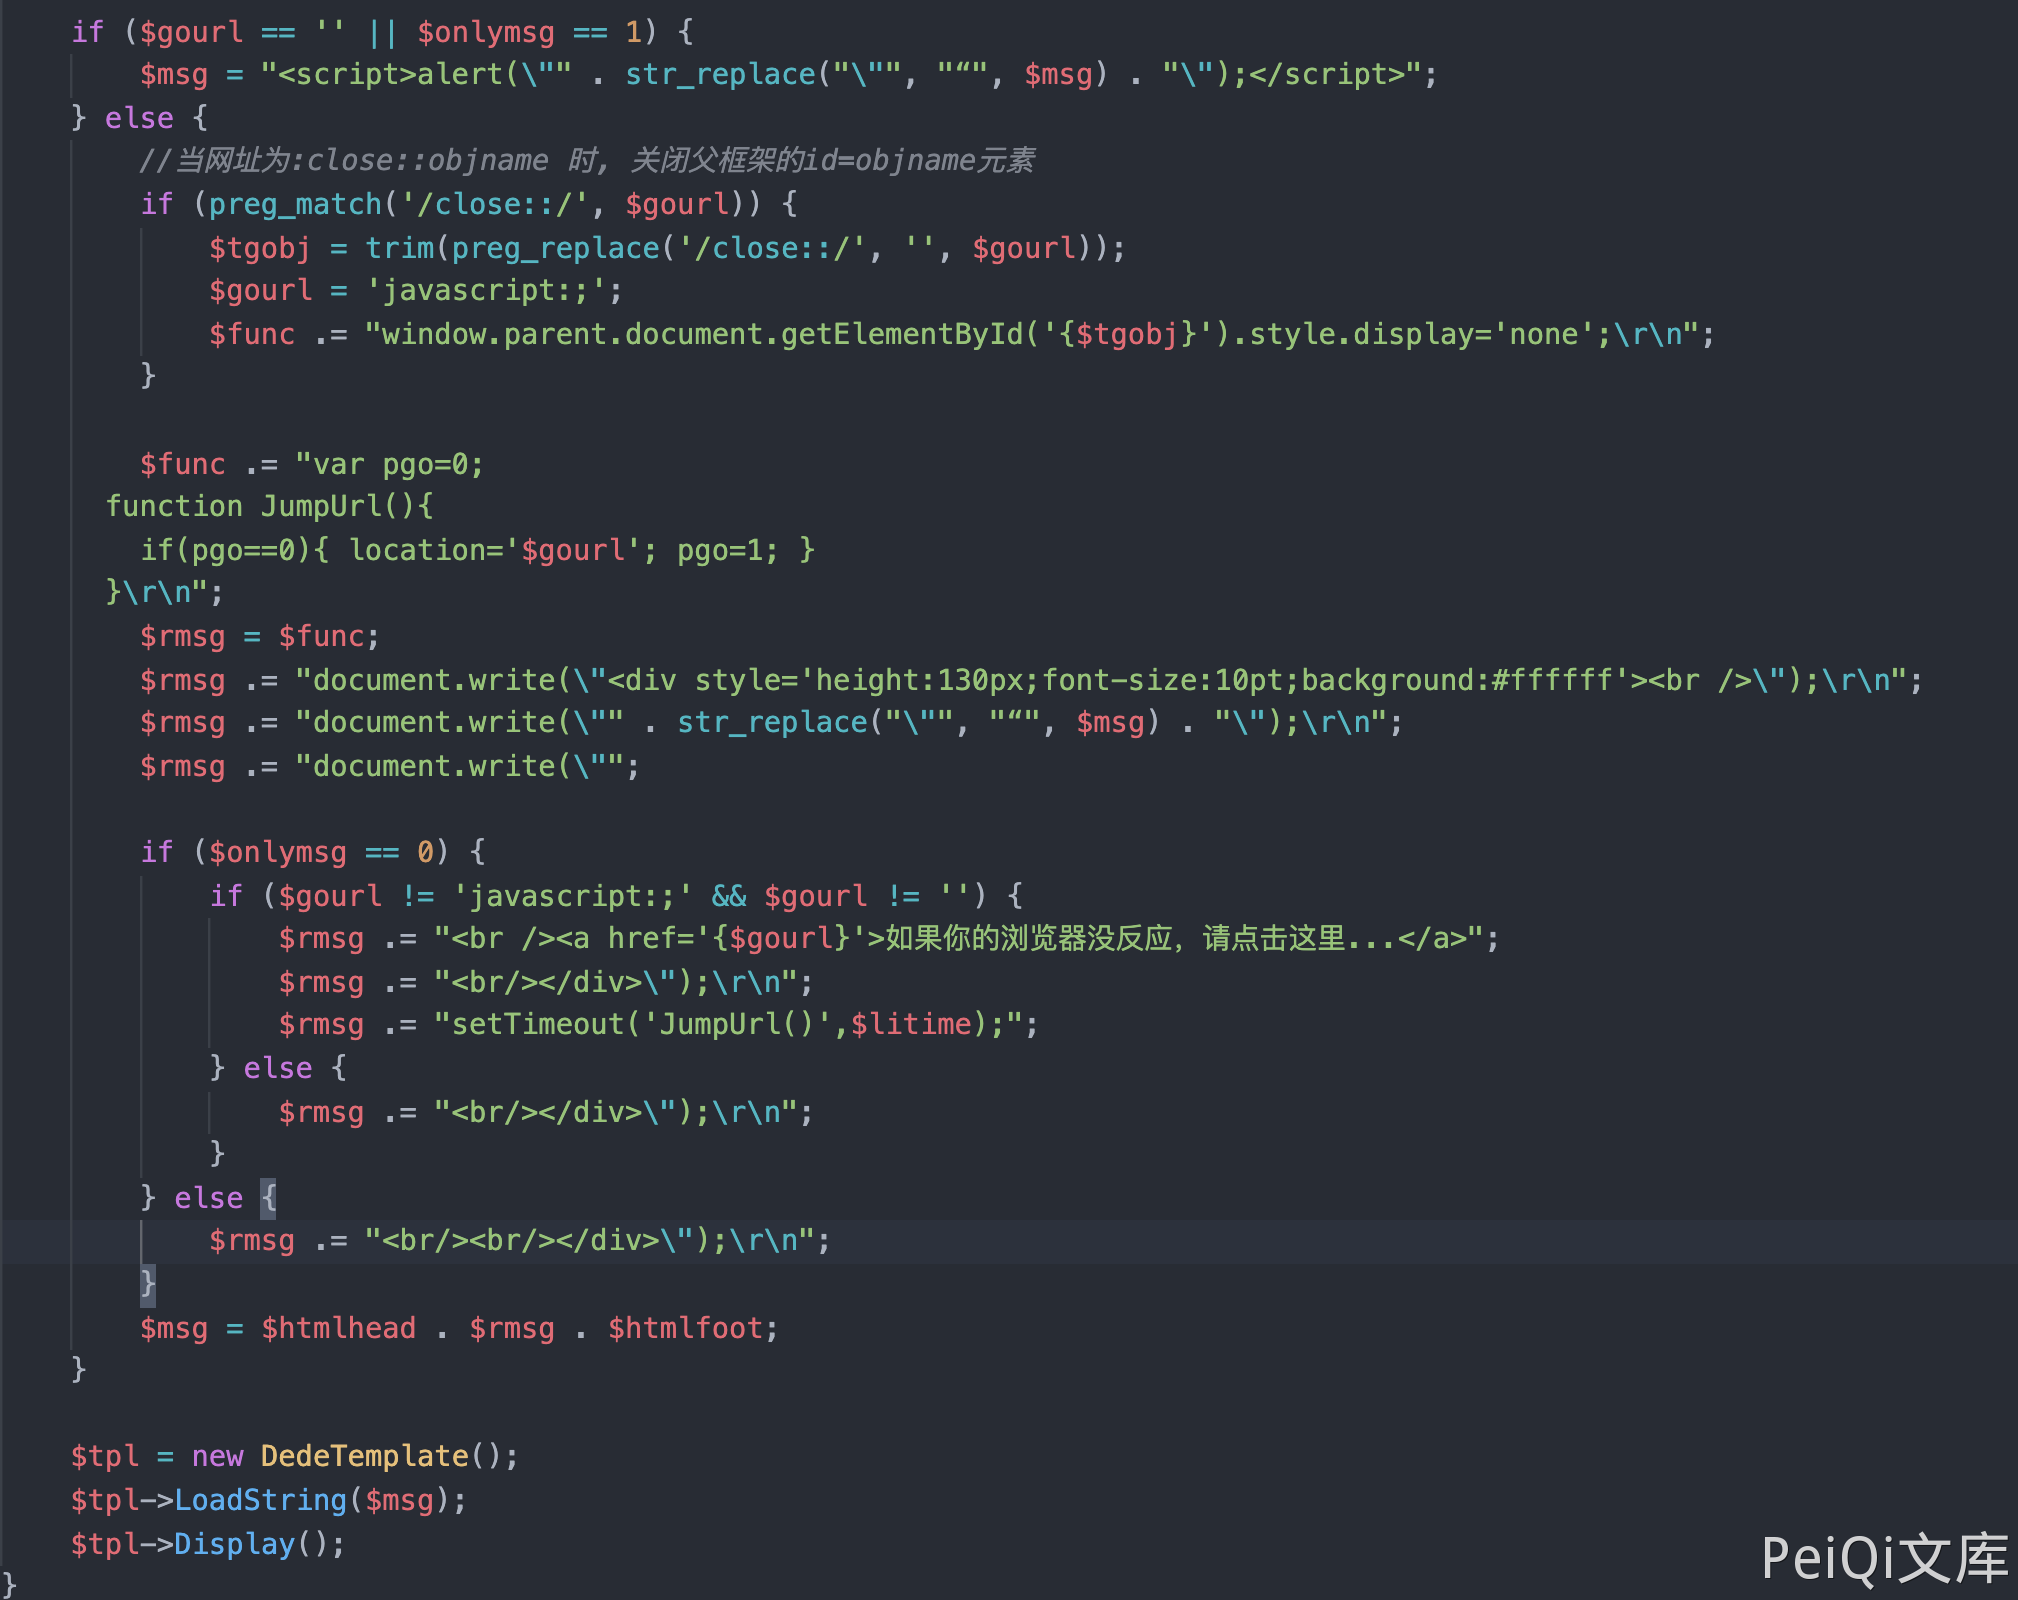 if ($gourl == '' || $onlymsg == 1) {
$msg = "<script>alert(\"" . str_replace("\"", "“", $msg) . "\");</script>";
} else {
//当网址为:close::objname 时, 关闭父框架的id=objname元素
if (preg_match('/close::/', $gourl)) {
$tgobj = trim(preg_replace('/close::/', '', $gourl));
$gourl = 'javascript:;';
$func .= "window.parent.document.getElementById('{$tgobj}').style.display='none';\r\n";
}
$func .= "var pgo=0;
function JumpUrl(){
if(pgo==0){ location='$gourl'; pgo=1; }
}\r\n";
$rmsg = $func;
$rmsg .= "document.write(\"<div style='height:130px;font-size:10pt;background:#ffffff'><br />\");\r\n";
$rmsg .= "document.write(\"" . str_replace("\"", "“", $msg) . "\");\r\n";
$rmsg .= "document.write(\"";
if ($onlymsg == 0) {
if ($gourl != 'javascript:;' && $gourl != '') {
$rmsg .= "<br /><a href='{$gourl}'>如果你的浏览器没反应，请点击这里...</a>";
$rmsg .= "<br/></div>\");\r\n";
$rmsg .= "setTimeout('JumpUrl()',$litime);";
} else {
$rmsg .= "<br/></div>\");\r\n";
}
} else {
$rmsg .= "<br/><br/></div>\");\r\n";
}
$msg = $htmlhead . $rmsg . $htmlfoot;
}
$tpl = new DedeTemplate();
$tpl->LoadString($msg);
$tpl->Display();
}
PeiQi文库